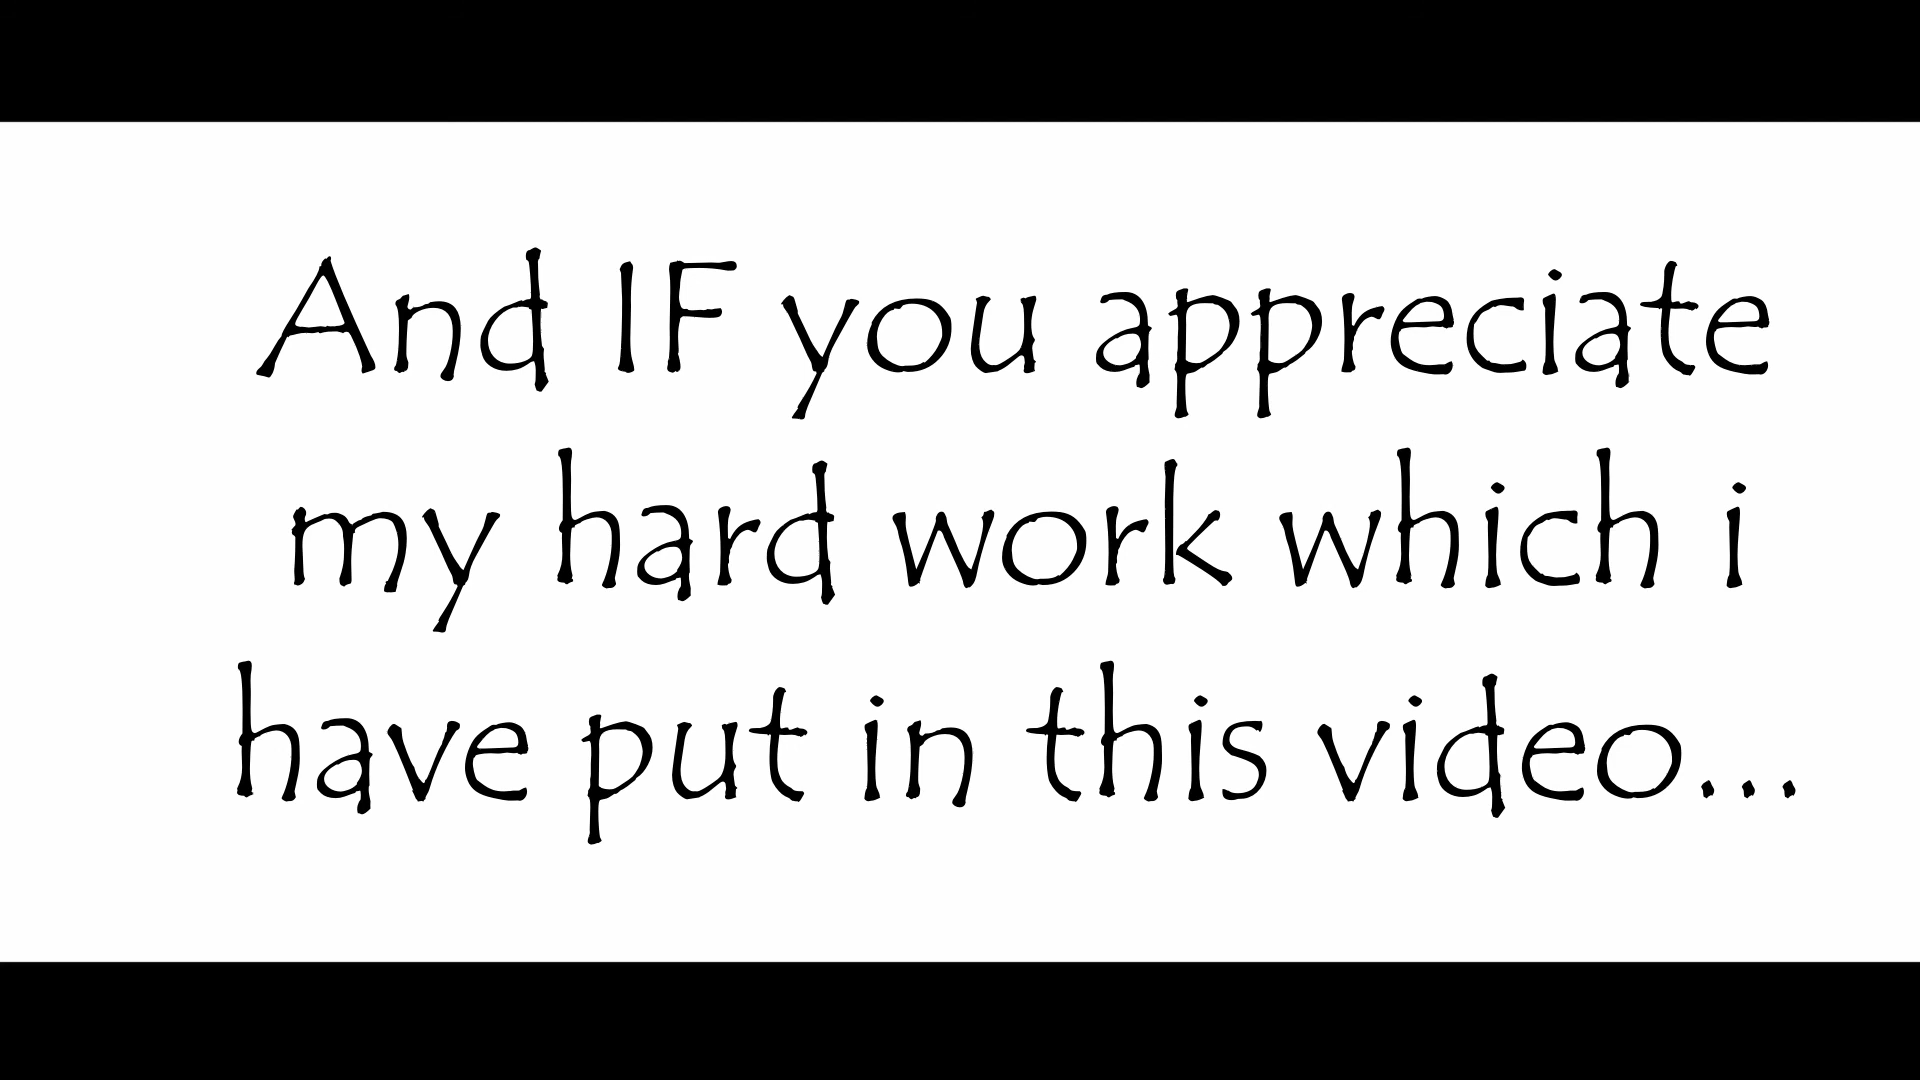 And IF you appreciate
my hard work which i
have put in this video...